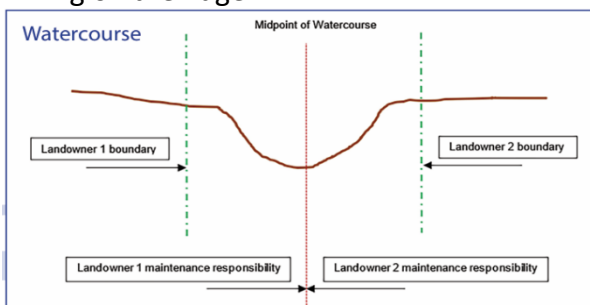 Watercourse
Midpoint of Watercourse
Landowner 1 boundary
Landowner 2 boundary
Landowner 1 maintenance responsibility
Landowner 2 maintenance responsibility